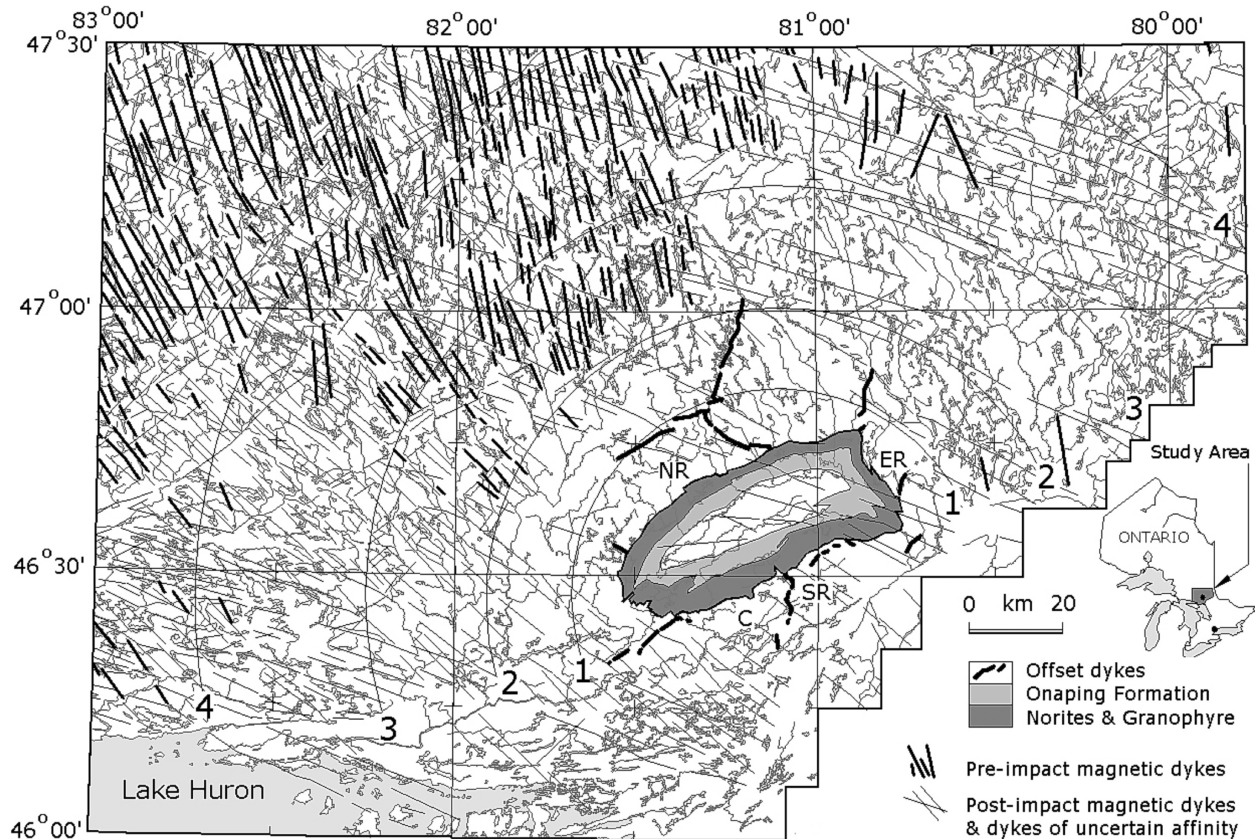 83°00'
82°00'
81°00'
80°00'
47°30'
4
47°00'
3
Study Area
NR
ER
2
1
ONTARIO
46°30'
SR
0 km 20
C
1
2
Offset dykes
4
Onaping Formation
3
Norites & Granophyre
Lake Huron
Pre-impact magnetic dykes
Post-impact magnetic dykes
& dykes of uncertain affinity
46°00'